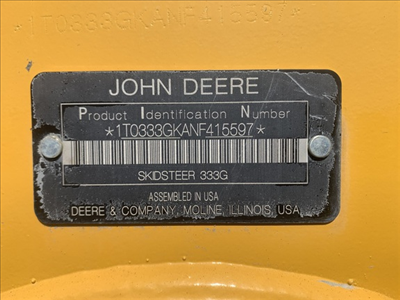 JOHN DEERE
Product Identification Number
*1T0333GKANF415597*
SKIDSTEER 333G
ASSEMBLED IN USA
DEERE & COMPANY, MOLINE, ILLINOIS, USA